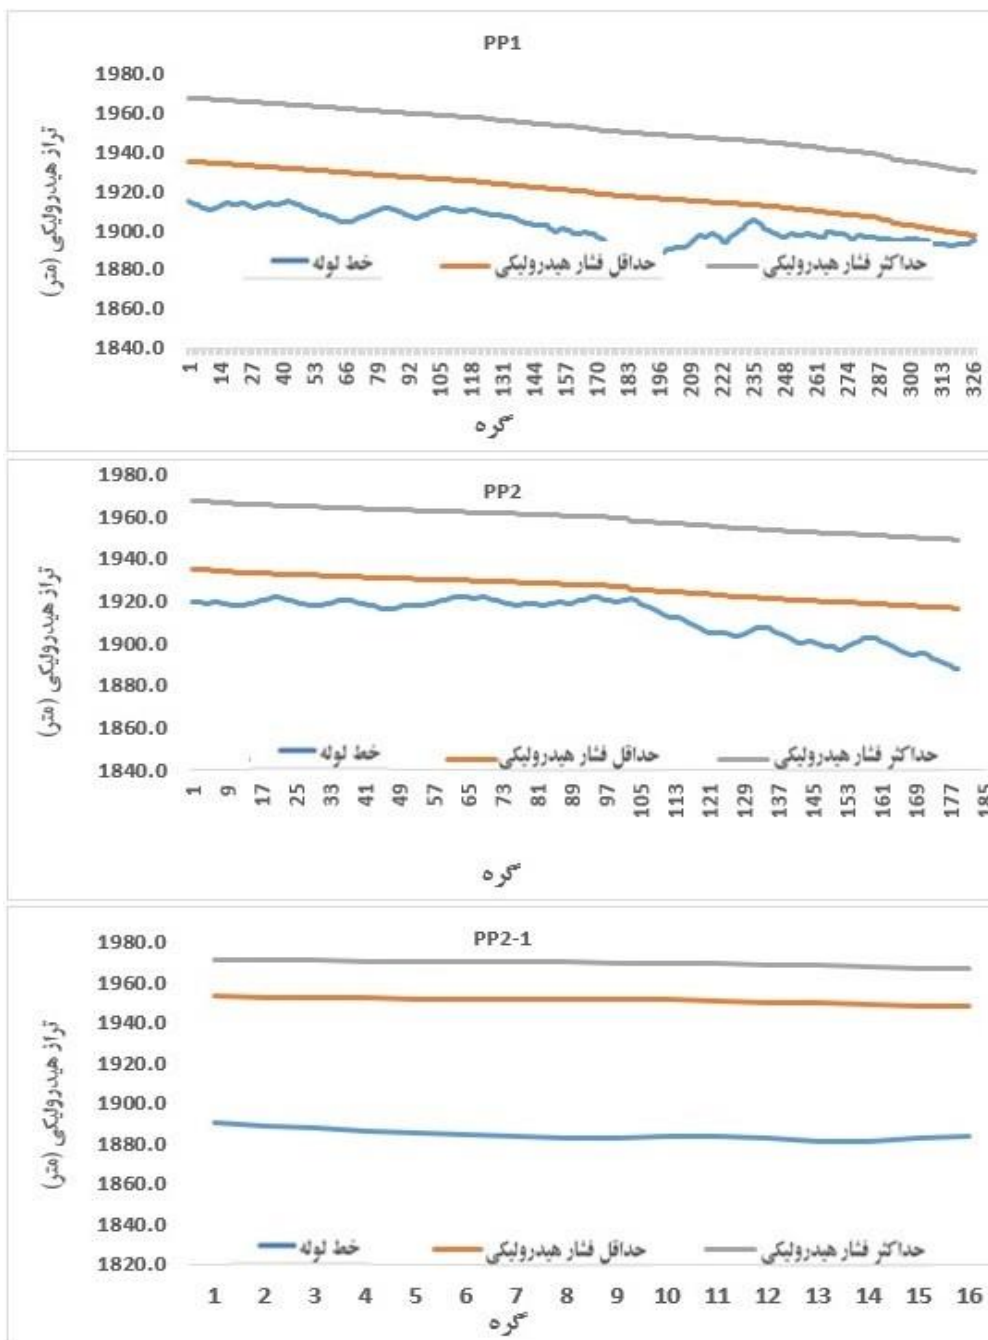 PP1
1980.0
1960.0
1940.0
1920.0
1900.0
1880.0
1860.0
1840.0
تراز هیدرولیکی (متر)
خط لوله حداقل فشار هیدرولیکی حداکثر فشار هیدرولیکی
1 14 27 40 53 66 79 92 105 118 131 144 157 170 183 196 209 222 235 248 261 274 287 300 313 326
گره
PP2
1980.0
1960.0
1940.0
1920.0
1900.0
1880.0
1860.0
1840.0
تراز هیدرولیکی (متر)
خط لوله حداقل فشار هیدرولیکی حداکثر فشار هیدرولیکی
1 9 17 25 33 41 49 57 65 73 81 89 97 105 113 121 129 137 145 153 161 169 177 185
گره
PP2-1
1980.0
1960.0
1940.0
1920.0
1900.0
1880.0
1860.0
1840.0
1820.0
تراز هیدرولیکی (متر)
خط لوله حداقل فشار هیدرولیکی حداکثر فشار هیدرولیکی
1 2 3 4 5 6 7 8 9 10 11 12 13 14 15 16
گره